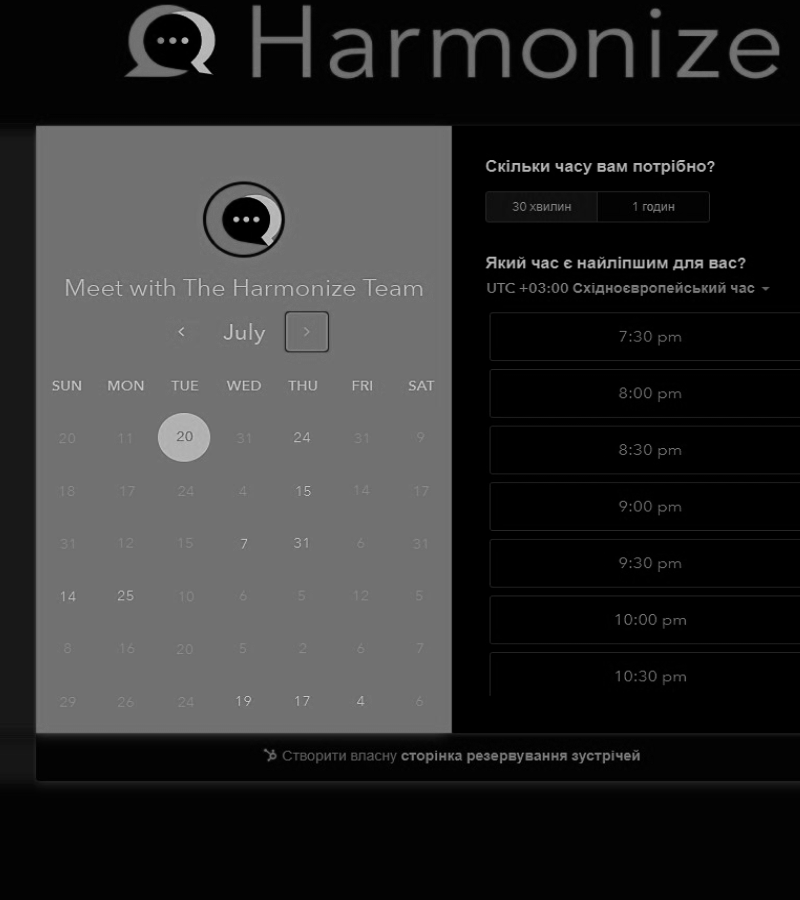 Harmonize
Meet with The Harmonize Team
July
SUN MON TUE WED THU FRI SAT
20 11 20 31 24 31 9
18 17 24 4 15 14 17
31 12 15 7 31 6 31
14 25 10 6 5 12 5
8 16 20 5 2 6 7
29 26 24 19 17 4 6
Скільки часу вам потрібно?
30 хвилин 1 годин
Який час є найліпшим для вас?
UTC +03:00 Східноєвропейський час
7:30 pm
8:00 pm
8:30 pm
9:00 pm
9:30 pm
10:00 pm
10:30 pm
Створити власну сторінка резервування зустрічей